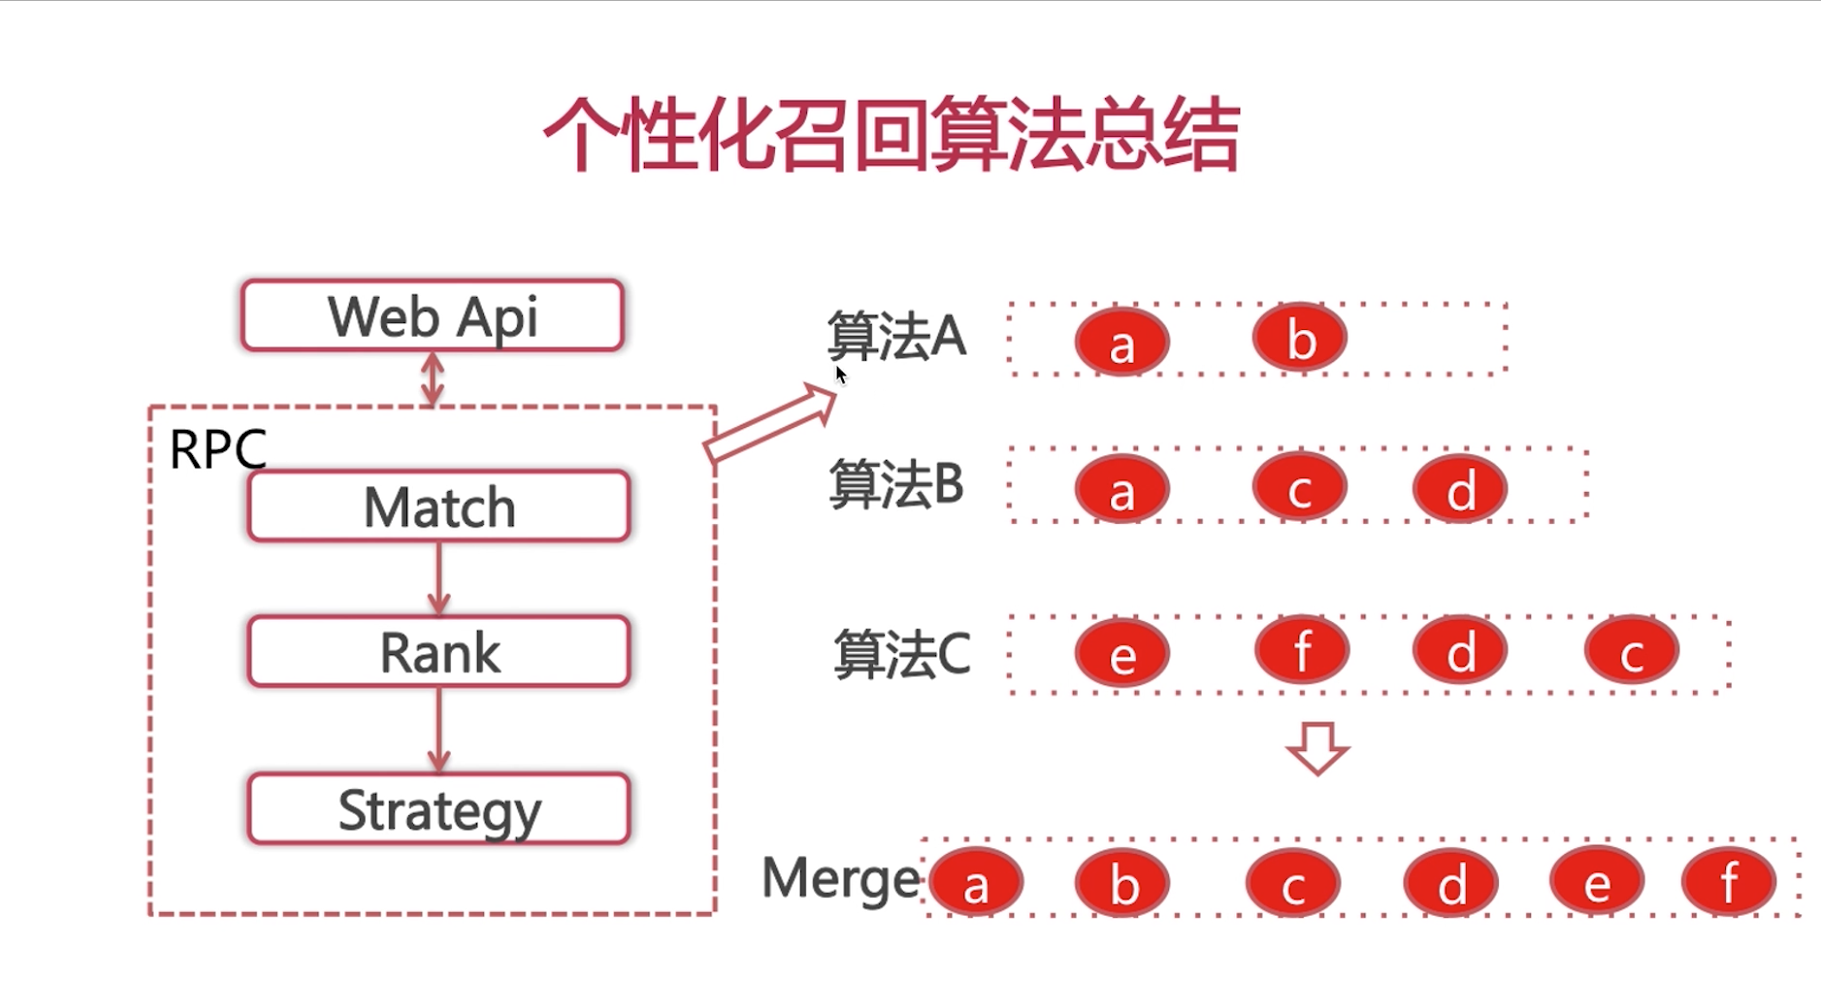 个性化召回算法总结
Web Api
RPC
Match
Rank
Strategy
算法A
a b
算法B
a c d
算法C
e f d c
Merge
a b c d e f